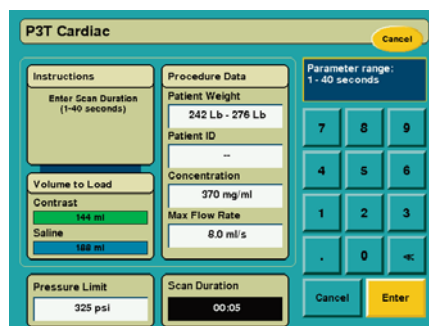 P3T Cardiac
Cancel
Instructions
Enter Scan Duration
(1-40 seconds)
Volume to Load
Contrast
144 ml
Saline
188 ml
Procedure Data
Patient Weight
242 Lb - 276 Lb
Patient ID
--
Concentration
370 mg/ml
Max Flow Rate
8.0 ml/s
Pressure Limit
325 psi
Scan Duration
00:05
Parameter range:
1 - 40 seconds
7 8 9
4 5 6
1 2 3
. 0 <<
Cancel Enter